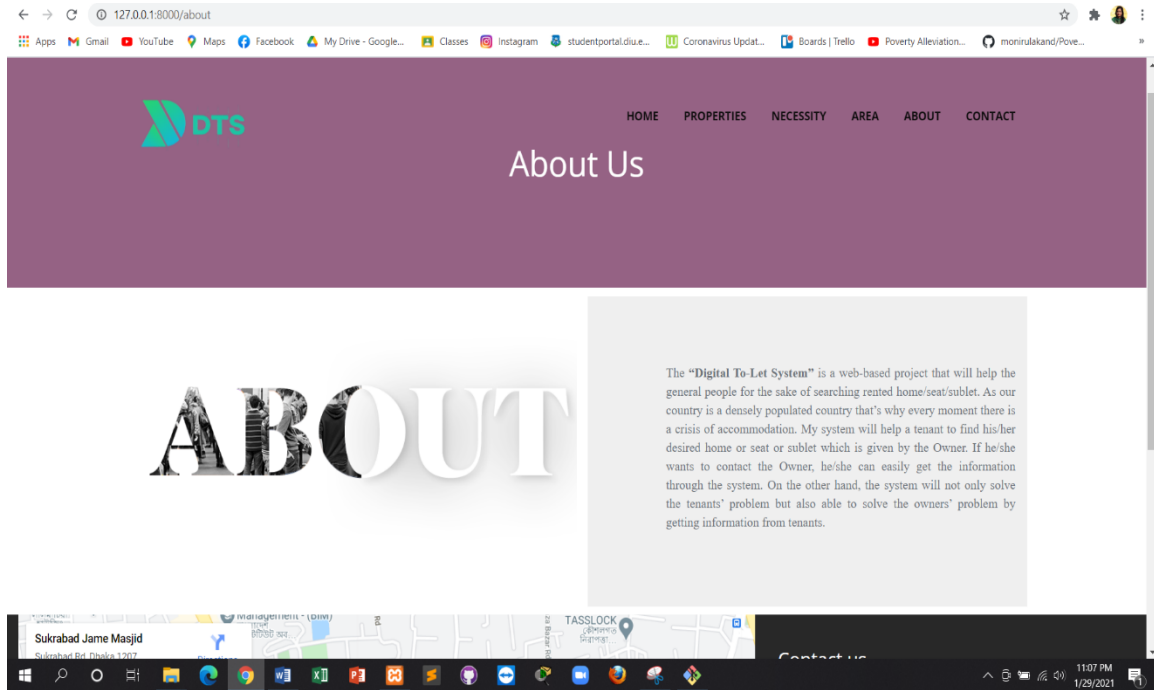 127.0.0.1:8000/about
Apps Gmail YouTube Maps Facebook My Drive - Google... Classes Instagram studentportal.diu.e... Coronavirus Updat... Boards | Trello Poverty Alleviation... monirulakand/Pove... »
DTS
HOME PROPERTIES NECESSITY AREA ABOUT CONTACT
About Us
ABOUT
The “Digital To-Let System” is a web-based project that will help the
general people for the sake of searching rented home/seat/sublet. As our
country is a densely populated country that’s why every moment there is
a crisis of accommodation. My system will help a tenant to find his/her
desired home or seat or sublet which is given by the Owner. If he/she
wants to contact the Owner, he/she can easily get the information
through the system. On the other hand, the system will not only solve
the tenants’ problem but also able to solve the owners’ problem by
getting information from tenants.
Management - (BIM)
Rd
za Bazar Rd
TASSLOCK
Sukrabad Jame Masjid
Sukrabad Rd, Dhaka 1207
Directions
Contact us
11:07 PM
1/29/2021